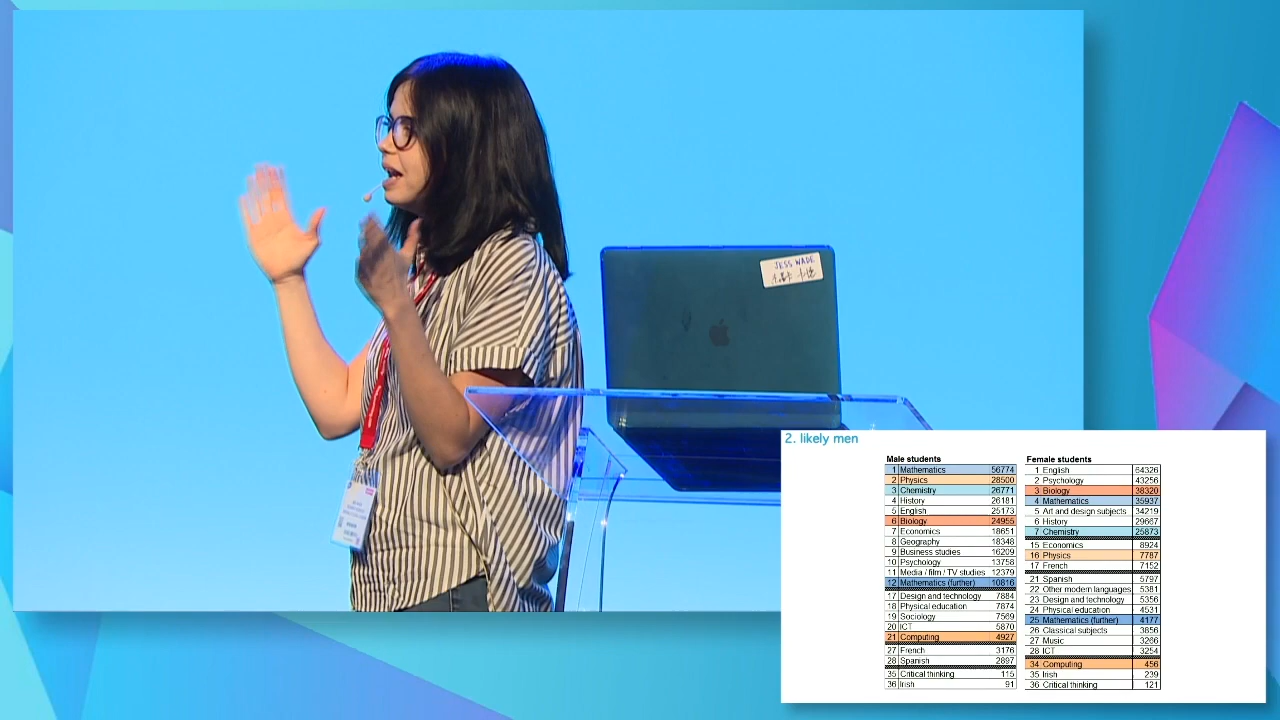 JESS WADE
2. likely men
Male students
1 Mathematics 56774
2 Physics 28500
3 Chemistry 26771
4 History 26181
5 English 25173
6 Biology 24955
7 Economics 18651
8 Geography 18348
9 Business studies 16209
10 Psychology 13758
11 Media / film / TV studies 12379
12 Mathematics (further) 10816
17 Design and technology 7884
18 Physical education 7874
19 Sociology 7569
20 ICT 5870
21 Computing 4927
27 French 3176
28 Spanish 2897
35 Critical thinking 115
36 Irish 91
Female students
1 English 64326
2 Psychology 43256
3 Biology 38320
4 Mathematics 35937
5 Art and design subjects 34219
6 History 29667
7 Chemistry 25873
15 Economics 8924
16 Physics 7787
17 French 7152
21 Spanish 5797
22 Other modern languages 5381
23 Design and technology 5356
24 Physical education 4531
25 Mathematics (further) 4177
26 Classical subjects 3856
27 Music 3266
28 ICT 3254
34 Computing 456
35 Irish 239
36 Critical thinking 121